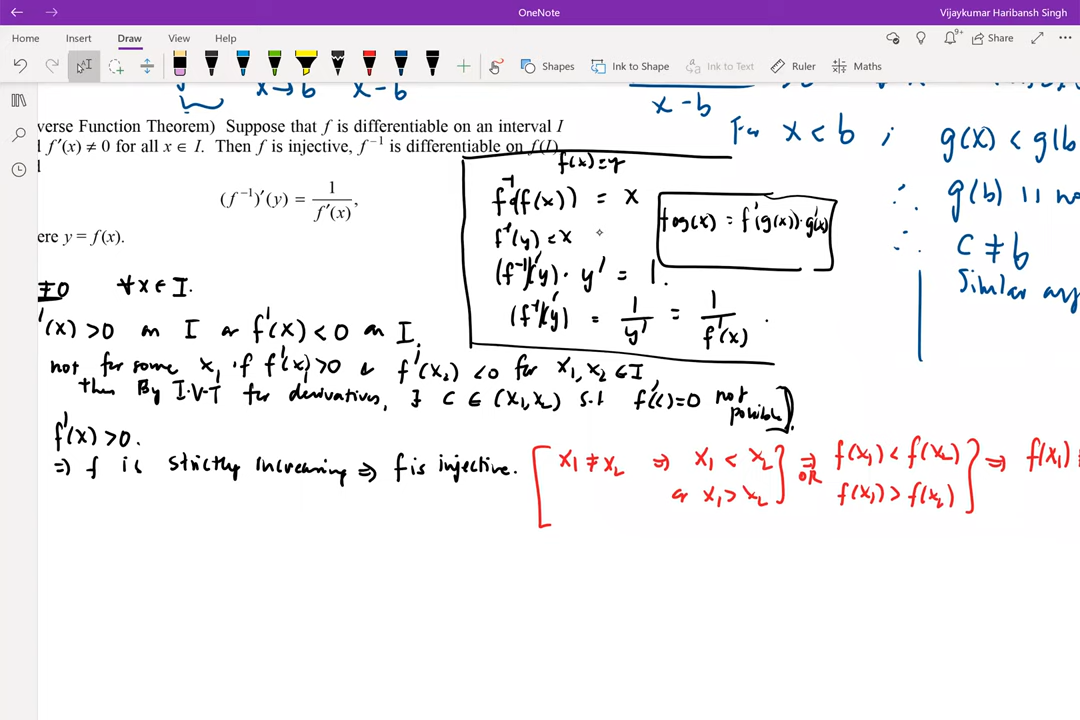 OneNote
Vijaykumar Haribansh Singh
Home Insert Draw View Help
9+ Share
Shapes Ink to Shape Ink to Text Ruler Maths
x→b x-b
x-b
For x<b ; g(x) < g(b
verse Function Theorem) Suppose that f is differentiable on an interval I
f′(x) ≠ 0 for all x ∈ I. Then f is injective, f⁻¹ is differentiable on f(I)
(f⁻¹)′(y) = 1/f′(x),
ere y = f(x).
f(x)=y
f⁻¹(f(x)) = x
f⁻¹(y) = x
(f⁻¹)′(y) · y′ = 1.
(f⁻¹)′(y) = 1/y′ = 1/f′(x).
fog(x) = f′(g(x))·g′(x)
∴ g(b) is no
∴ c ≠ b
Similar arg
≠0 ∀x∈I.
′(x)>0 on I or f′(x)<0 on I.
not for some x₁ if f′(x)>0 & f′(x₂)<0 for x₁,x₂∈I
then By I.V.T for derivatives, ∃ c ∈ (x₁,x₂) s.t f′(c)=0 not possible].
f′(x)>0.
⇒ f is strictly increasing ⇒ f is injective.
[ x₁≠x₂ ⇒ x₁<x₂ ⇒ f(x₁)<f(x₂) ] ⇒ f(x₁)
or x₁>x₂ ] OR f(x₁)>f(x₂)